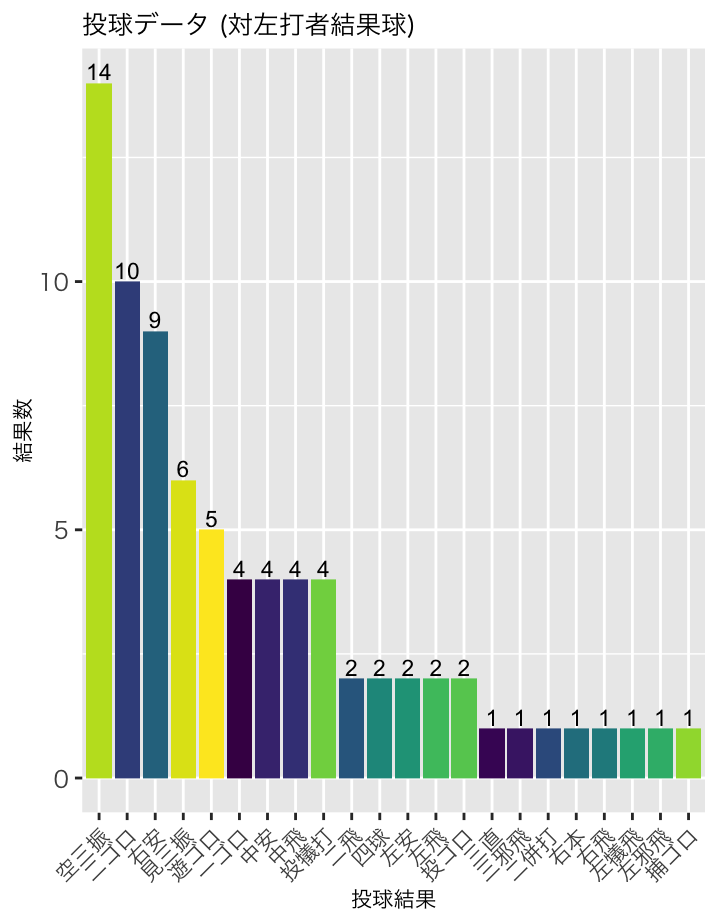 投球データ (対左打者結果球)
結果数
10
5
0
14
10
9
6
5
4
4
4
4
2
2
2
2
2
1
1
1
1
1
1
1
1
空三振
二ゴロ
右安
見三振
遊ゴロ
一ゴロ
中安
中飛
投犠打
二飛
四球
左安
左飛
投ゴロ
三直
三邪飛
二併打
右本
右飛
左犠飛
左邪飛
捕ゴロ
投球結果